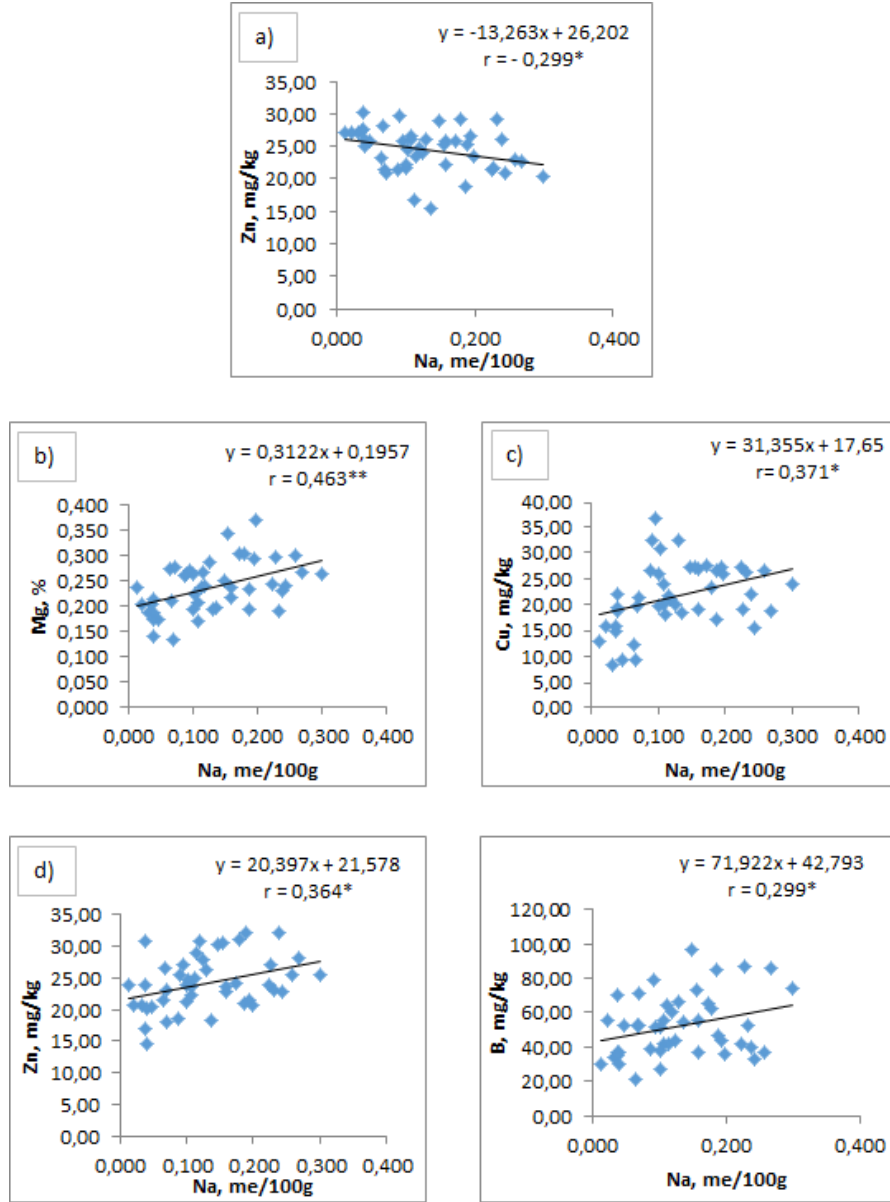 a)
y = -13,263x + 26,202
r = - 0,299*
35,00
30,00
25,00
20,00
15,00
10,00
5,00
0,00
Zn, mg/kg
0,000 0,200 0,400
Na, me/100g
b)
y = 0,3122x + 0,1957
r = 0,463**
0,400
0,350
0,300
0,250
0,200
0,150
0,100
0,050
0,000
Mg, %
0,000 0,100 0,200 0,300 0,400
Na, me/100g
c)
y = 31,355x + 17,65
r= 0,371*
40,00
35,00
30,00
25,00
20,00
15,00
10,00
5,00
0,00
Cu, mg/kg
0,000 0,100 0,200 0,300 0,400
Na, me/100g
d)
y = 20,397x + 21,578
r = 0,364*
35,00
30,00
25,00
20,00
15,00
10,00
5,00
0,00
Zn, mg/kg
0,000 0,100 0,200 0,300 0,400
Na, me/100g
y = 71,922x + 42,793
r = 0,299*
120,00
100,00
80,00
60,00
40,00
20,00
0,00
B, mg/kg
0,000 0,200 0,400
Na, me/100g